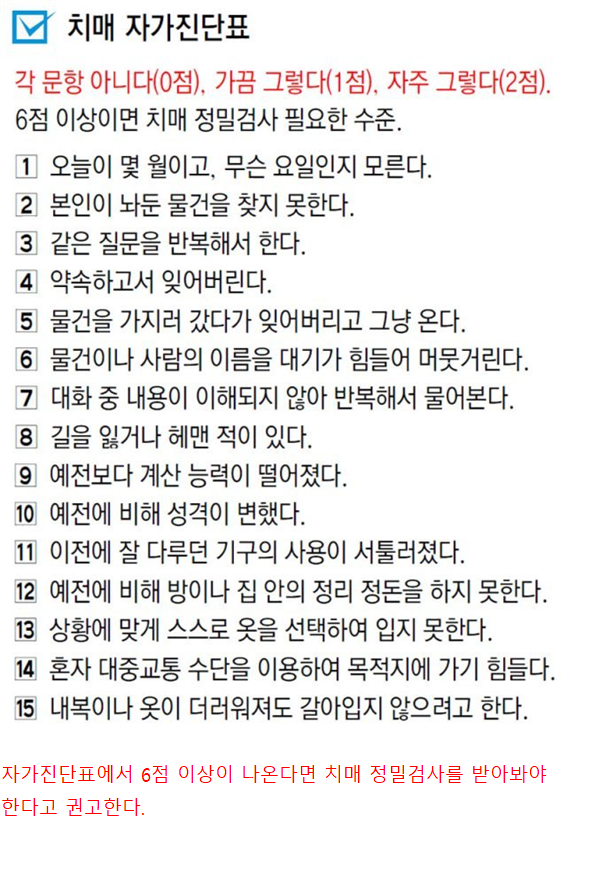 치매 자가진단표
각 문항 아니다(0점), 가끔 그렇다(1점), 자주 그렇다(2점).
6점 이상이면 치매 정밀검사 필요한 수준.
1 오늘이 몇 월이고, 무슨 요일인지 모른다.
2 본인이 놔둔 물건을 찾지 못한다.
3 같은 질문을 반복해서 한다.
4 약속하고서 잊어버린다.
5 물건을 가지러 갔다가 잊어버리고 그냥 온다.
6 물건이나 사람의 이름을 대기가 힘들어 머뭇거린다.
7 대화 중 내용이 이해되지 않아 반복해서 물어본다.
8 길을 잃거나 헤맨 적이 있다.
9 예전보다 계산 능력이 떨어졌다.
10 예전에 비해 성격이 변했다.
11 이전에 잘 다루던 기구의 사용이 서툴러졌다.
12 예전에 비해 방이나 집 안의 정리 정돈을 하지 못한다.
13 상황에 맞게 스스로 옷을 선택하여 입지 못한다.
14 혼자 대중교통 수단을 이용하여 목적지에 가기 힘들다.
15 내복이나 옷이 더러워져도 갈아입지 않으려고 한다.
자가진단표에서 6점 이상이 나온다면 치매 정밀검사를 받아봐야
한다고 권고한다.